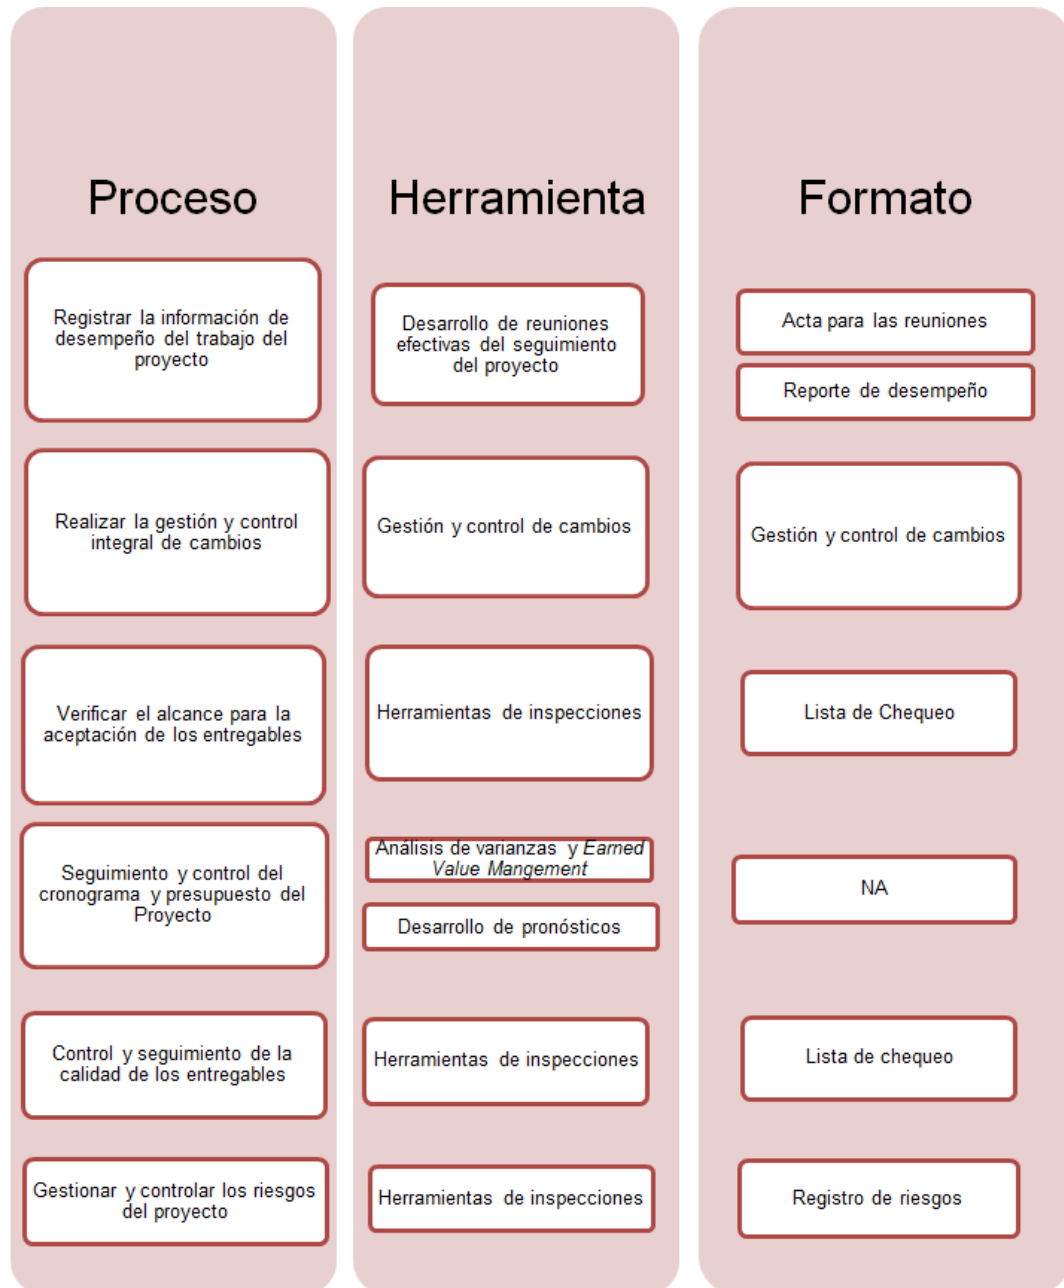 Proceso
Herramienta
Formato
Registrar la información de
desempeño del trabajo del
proyecto
Desarrollo de reuniones
efectivas del seguimiento
del proyecto
Acta para las reuniones
Reporte de desempeño
Realizar la gestión y control
integral de cambios
Gestión y control de cambios
Gestión y control de cambios
Verificar el alcance para la
aceptación de los entregables
Herramientas de inspecciones
Lista de Chequeo
Seguimiento y control del
cronograma y presupuesto del
Proyecto
Análisis de varianzas y Earned
Value Mangement
Desarrollo de pronósticos
NA
Control y seguimiento de la
calidad de los entregables
Herramientas de inspecciones
Lista de chequeo
Gestionar y controlar los riesgos
del proyecto
Herramientas de inspecciones
Registro de riesgos